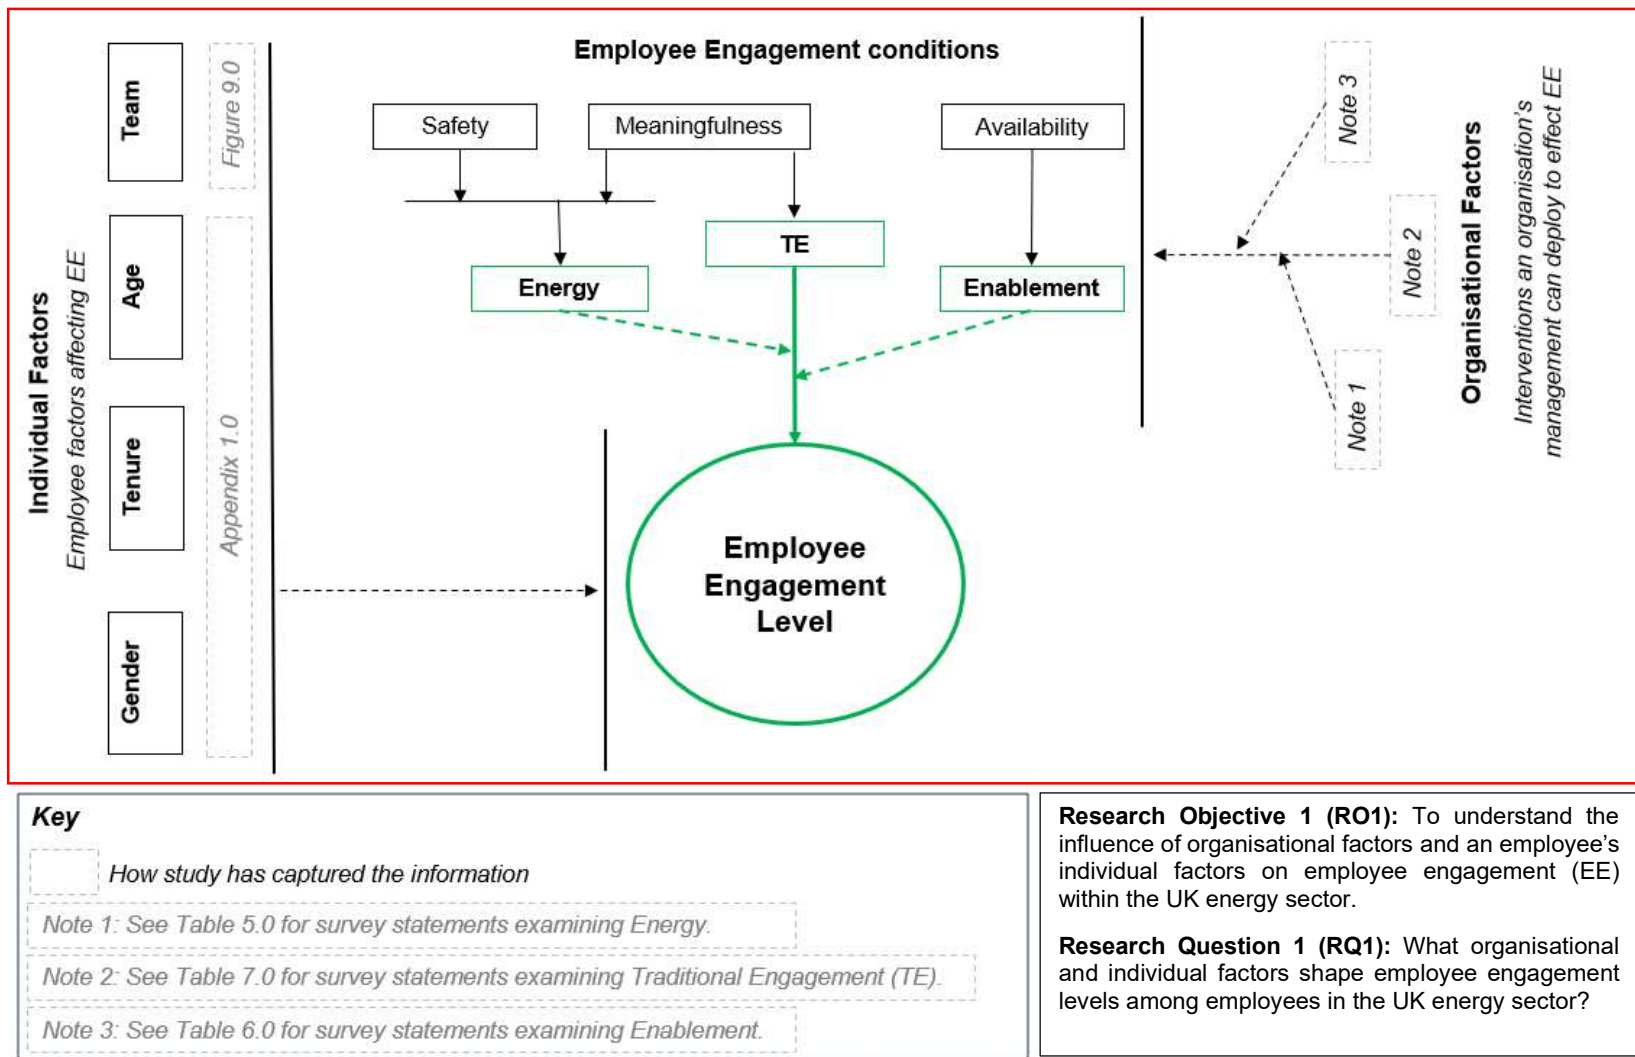 Individual Factors
Employee factors affecting EE
Team
Age
Tenure
Gender
Figure 9.0
Appendix 1.0
Employee Engagement conditions
Safety
Meaningfulness
Availability
TE
Energy
Enablement
Employee
Engagement
Level
Note 3
Note 2
Note 1
Organisational Factors
Interventions an organisation's
management can deploy to effect EE
Key
How study has captured the information
Note 1: See Table 5.0 for survey statements examining Energy.
Note 2: See Table 7.0 for survey statements examining Traditional Engagement (TE).
Note 3: See Table 6.0 for survey statements examining Enablement.
Research Objective 1 (RO1): To understand the
influence of organisational factors and an employee's
individual factors on employee engagement (EE)
within the UK energy sector.
Research Question 1 (RQ1): What organisational
and individual factors shape employee engagement
levels among employees in the UK energy sector?